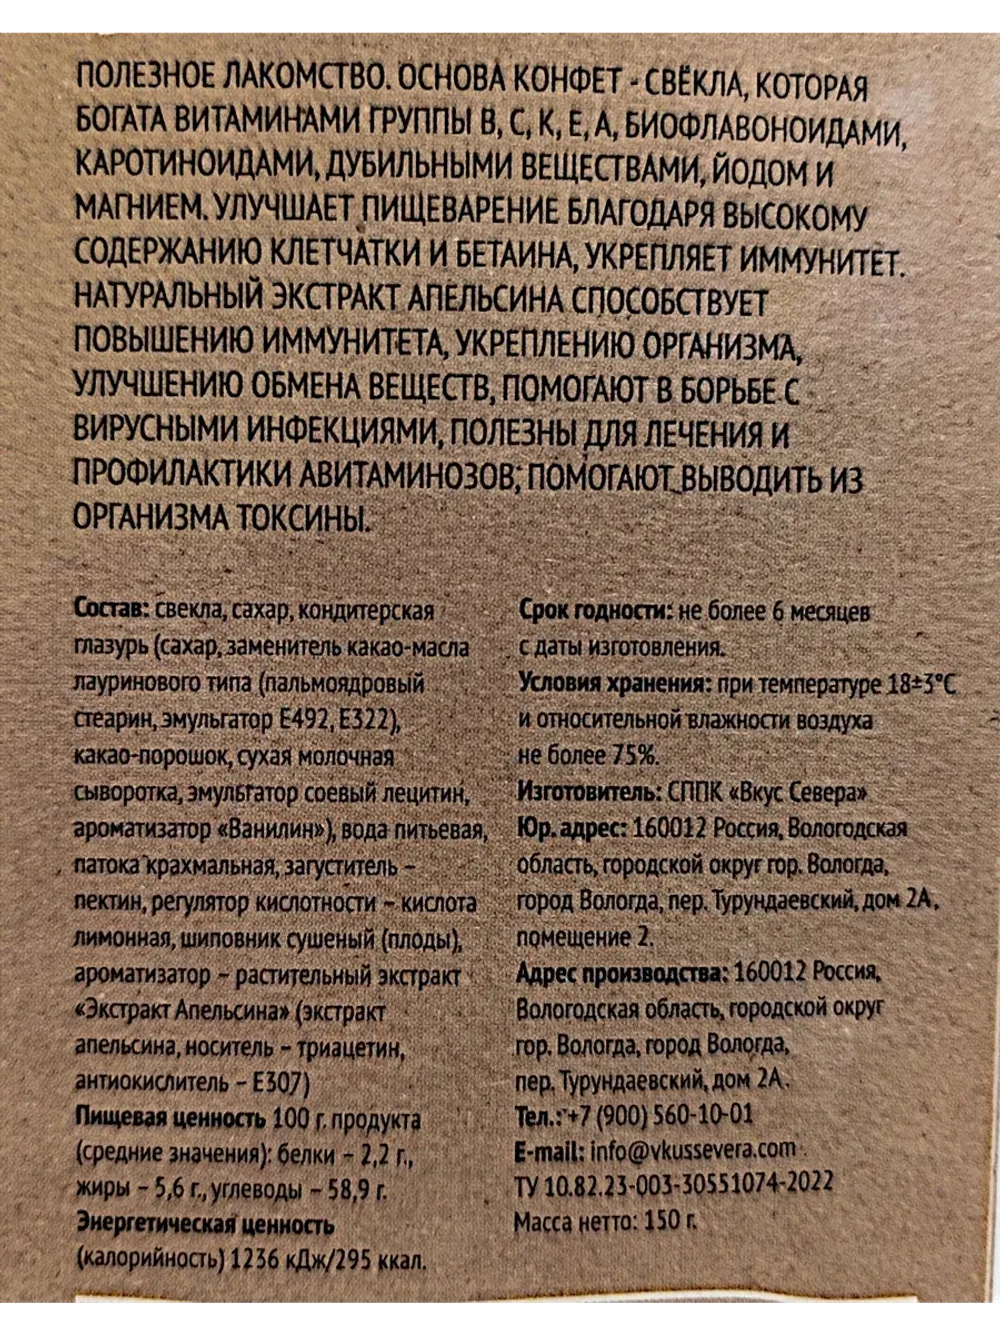 ПОЛЕЗНОЕ ЛАКОМСТВО. ОСНОВА КОНФЕТ - СВЁКЛА, КОТОРАЯ
БОГАТА ВИТАМИНАМИ ГРУППЫ В, С, К, Е, А, БИОФЛАВОНОИДАМИ,
КАРОТИНОИДАМИ, ДУБИЛЬНЫМИ ВЕЩЕСТВАМИ, ЙОДОМ И
МАГНИЕМ. УЛУЧШАЕТ ПИЩЕВАРЕНИЕ БЛАГОДАРЯ ВЫСОКОМУ
СОДЕРЖАНИЮ КЛЕТЧАТКИ И БЕТАИНА, УКРЕПЛЯЕТ ИММУНИТЕТ.
НАТУРАЛЬНЫЙ ЭКСТРАКТ АПЕЛЬСИНА СПОСОБСТВУЕТ
ПОВЫШЕНИЮ ИММУНИТЕТА, УКРЕПЛЕНИЮ ОРГАНИЗМА,
УЛУЧШЕНИЮ ОБМЕНА ВЕЩЕСТВ, ПОМОГАЮТ В БОРЬБЕ С
ВИРУСНЫМИ ИНФЕКЦИЯМИ, ПОЛЕЗНЫ ДЛЯ ЛЕЧЕНИЯ И
ПРОФИЛАКТИКИ АВИТАМИНОЗОВ; ПОМОГАЮТ ВЫВОДИТЬ ИЗ
ОРГАНИЗМА ТОКСИНЫ.
Состав: свекла, сахар, кондитерская
глазурь (сахар, заменитель какао-масла
лауринового типа (пальмоядровый
стеарин, эмульгатор Е492, Е322),
какао-порошок, сухая молочная
сыворотка, эмульгатор соевый лецитин,
ароматизатор «Ванилин»), вода питьевая,
патока крахмальная, загуститель –
пектин, регулятор кислотности – кислота
лимонная, шиповник сушеный (плоды),
ароматизатор – растительный экстракт
«Экстракт Апельсина» (экстракт
апельсина, носитель – триацетин,
антиокислитель – Е307)
Пищевая ценность 100 г. продукта
(средние значения): белки – 2,2 г.,
жиры – 5,6 г., углеводы – 58,9 г.
Энергетическая ценность
(калорийность) 1236 кДж/295 ккал.
Срок годности: не более 6 месяцев
с даты изготовления.
Условия хранения: при температуре 18±3°С
и относительной влажности воздуха
не более 75%.
Изготовитель: СППК «Вкус Севера»
Юр. адрес: 160012 Россия, Вологодская
область, городской округ гор. Вологда,
город Вологда, пер. Турундаевский, дом 2А,
помещение 2.
Адрес производства: 160012 Россия,
Вологодская область, городской округ
гор. Вологда, город Вологда,
пер. Турундаевский, дом 2А.
Тел.: +7 (900) 560-10-01
E-mail: info@vkussevera.com
ТУ 10.82.23-003-30551074-2022
Масса нетто: 150 г.